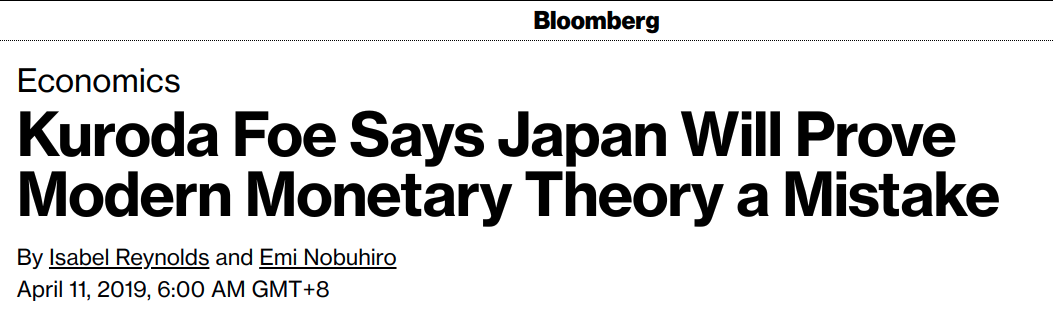 Bloomberg
Economics
Kuroda Foe Says Japan Will Prove
Modern Monetary Theory a Mistake
By Isabel Reynolds and Emi Nobuhiro
April 11, 2019, 6:00 AM GMT+8